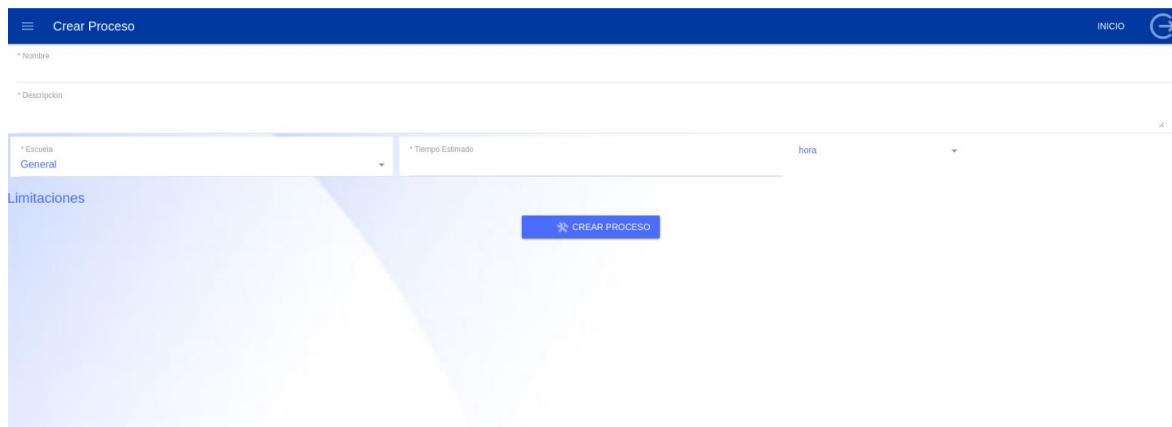 Crear Proceso INICIO
* Nombre
* Descripcion
* Escuela * Tiempo Estimado hora
General
Limitaciones
CREAR PROCESO